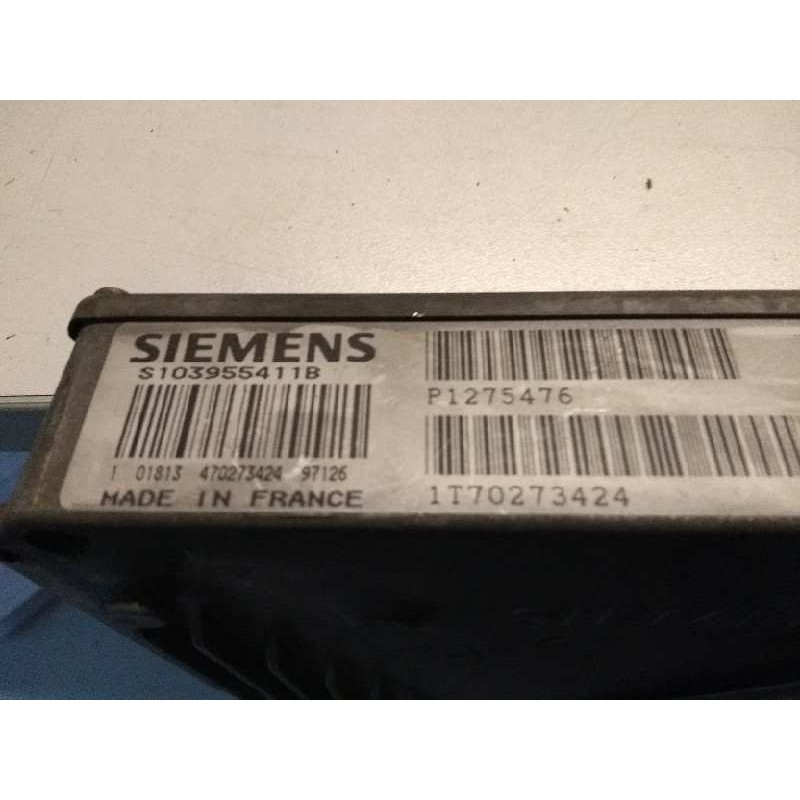 SIEMENS
S103955411B
1 01813 470273424 97126
MADE IN FRANCE
P1275476
1T70273424